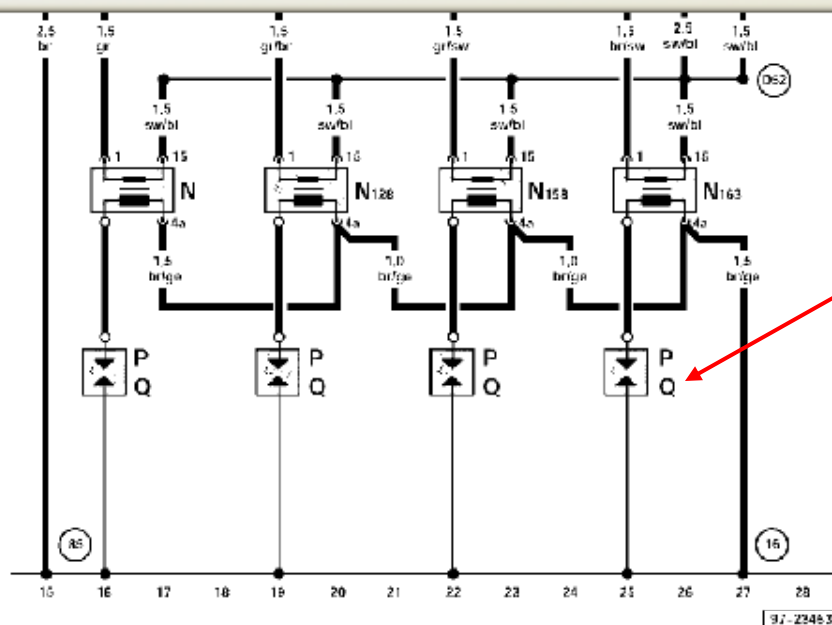 2,5 1,5 1,5 1,5 1,5 2,5 1,5
br gr gr/br gr/sw br/sw sw/bl sw/bl
D52
1,5 1,5 1,5 1,5
sw/bl sw/bl sw/bl sw/bl
1 15 1 15 1 15 1 15
N N128 N158 N163
4a 4a 4a 4a
1,5 1,0 1,0 1,5
br/ge br/ge br/ge br/ge
P P P P
Q Q Q Q
85 16
15 16 17 18 19 20 21 22 23 24 25 26 27 28
97-23463